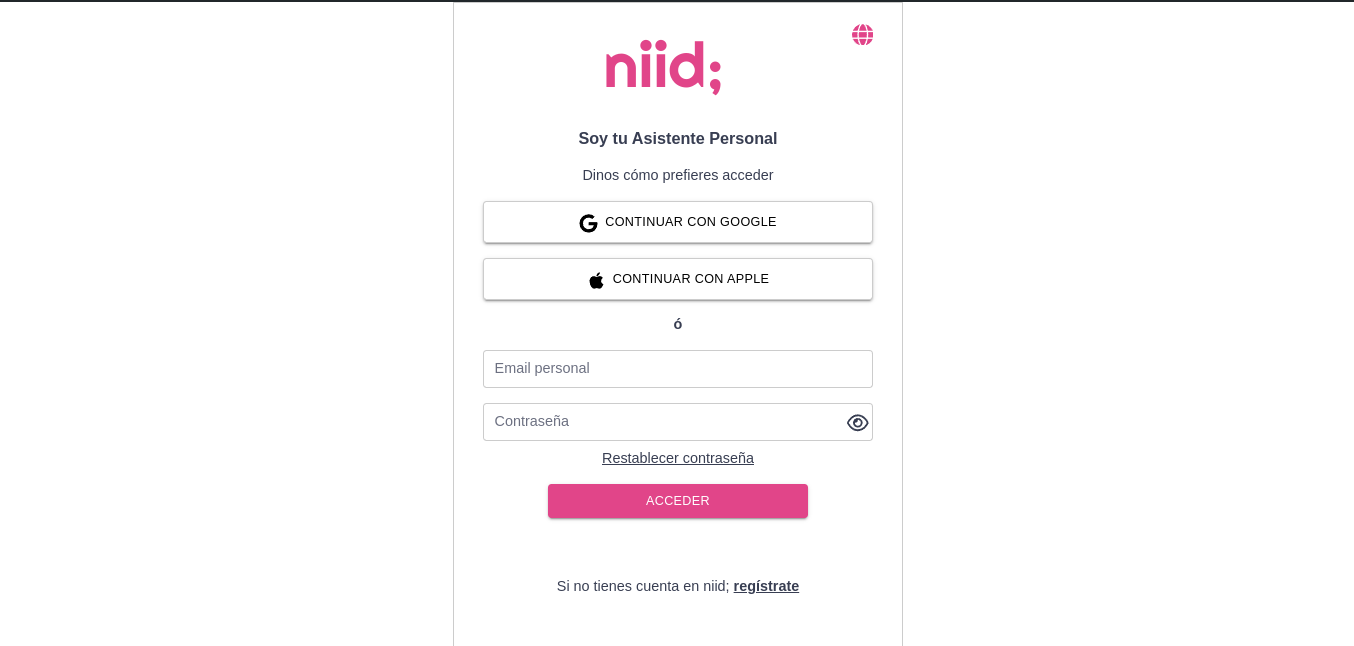 niid;
Soy tu Asistente Personal
Dinos cómo prefieres acceder
CONTINUAR CON GOOGLE
CONTINUAR CON APPLE
ó
Email personal
Contraseña
Restablecer contraseña
ACCEDER
Si no tienes cuenta en niid; regístrate